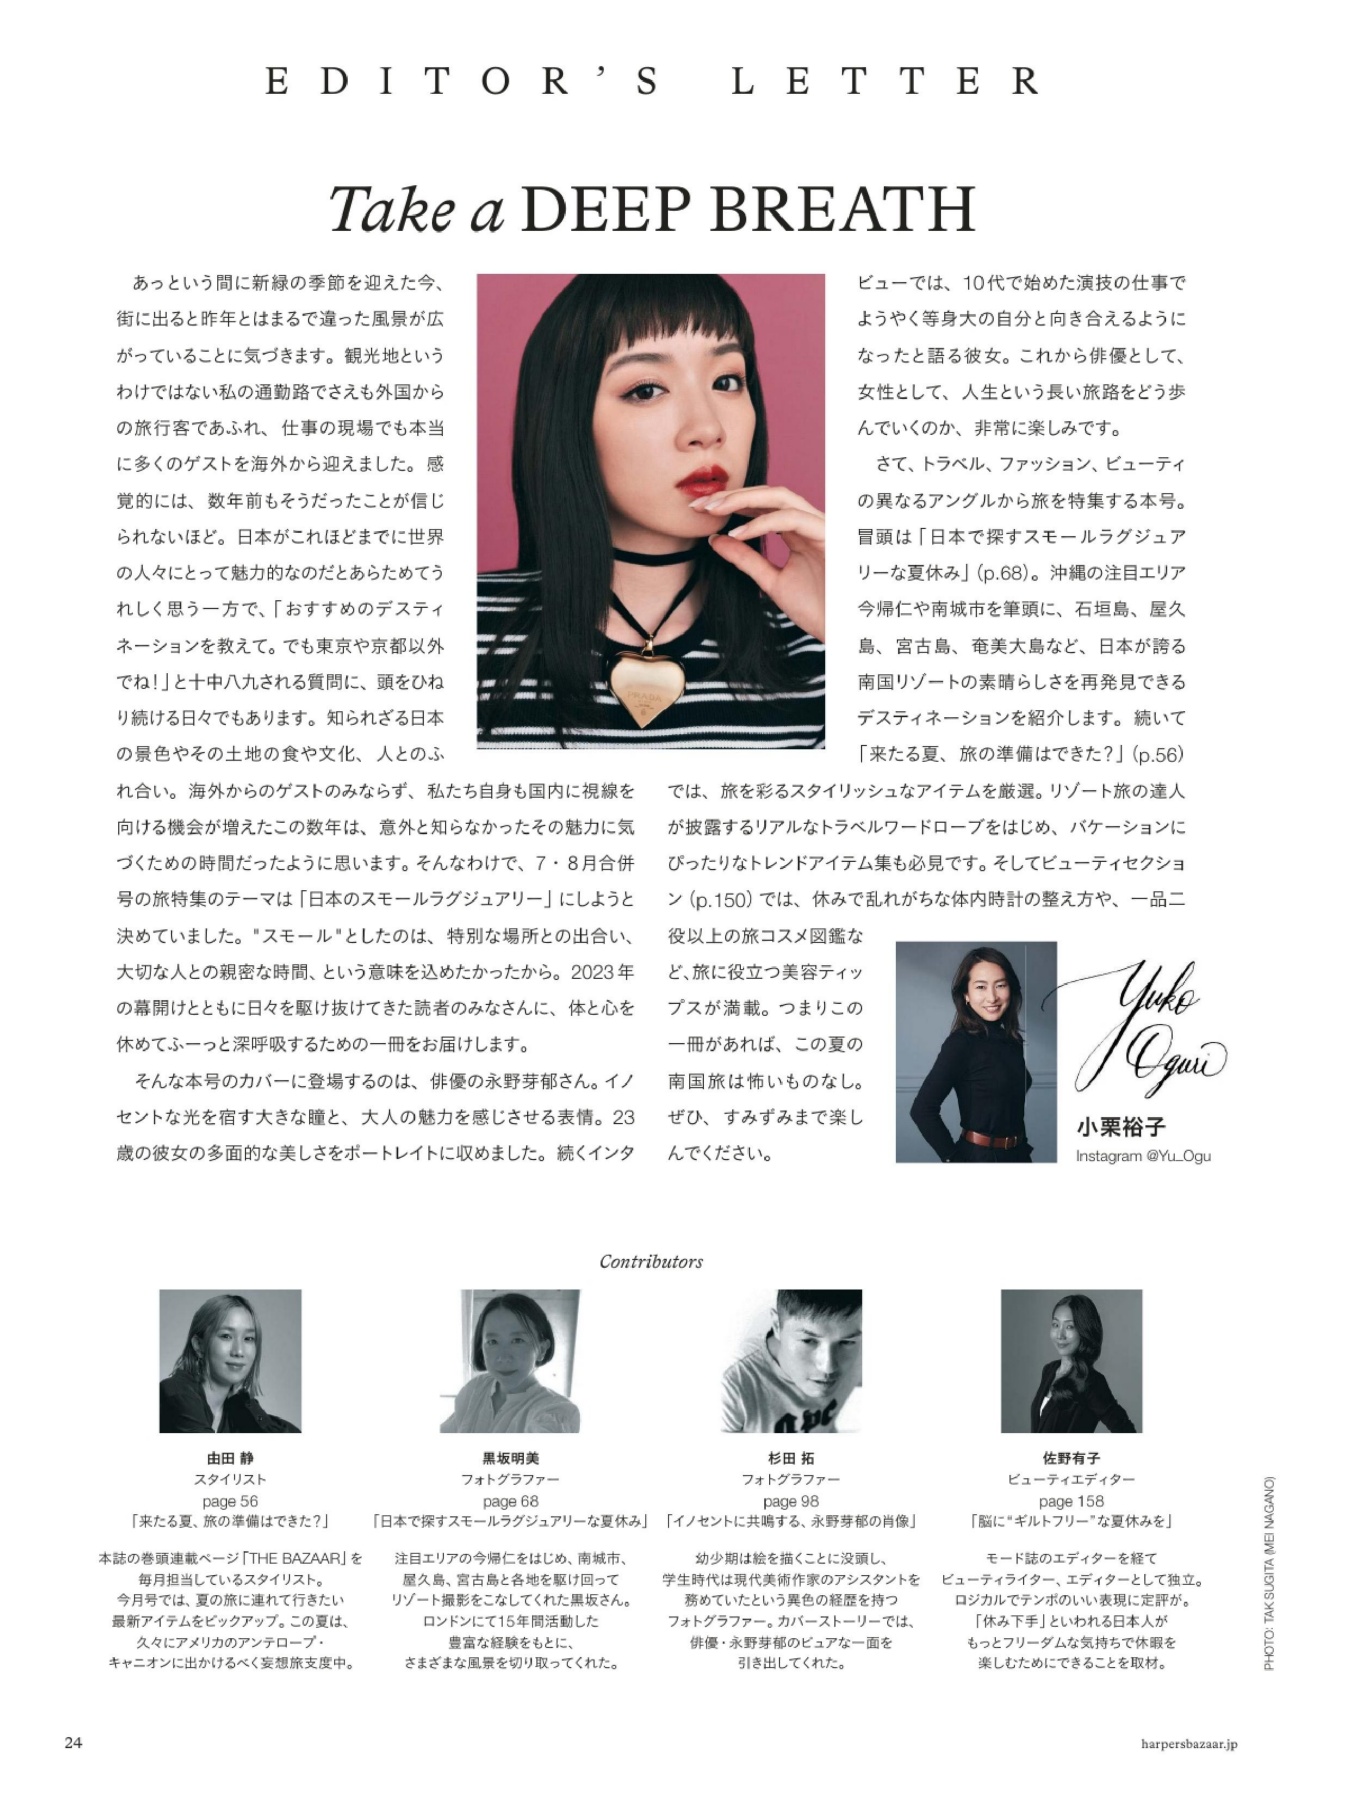 EDITOR'S LETTER
Take a DEEP BREATH
あっという間に新緑の季節を迎えた今、
街に出ると昨年とはまるで違った風景が広
がっていることに気づきます。観光地という
わけではない私の通勤路でさえも外国から
の旅行客であふれ、仕事の現場でも本当
に多くのゲストを海外から迎えました。感
覚的には、数年前もそうだったことが信じ
られないほど。日本がこれほどまでに世界
の人々にとって魅力的なのだとあらためてう
れしく思う一方で、「おすすめのデスティ
ネーションを教えて。でも東京や京都以外
でね!」と十中八九される質問に、頭をひね
り続ける日々でもあります。知られざる日本
の景色やその土地の食や文化、人とのふ
れ合い。海外からのゲストのみならず、私たち自身も国内に視線を
向ける機会が増えたこの数年は、意外と知らなかったその魅力に気
づくための時間だったように思います。そんなわけで、7・8月合併
号の旅特集のテーマは「日本のスモールラグジュアリー」にしようと
決めていました。"スモール"としたのは、特別な場所との出合い、
大切な人との親密な時間、という意味を込めたかったから。2023年
の幕開けとともに日々を駆け抜けてきた読者のみなさんに、体と心を
休めてふーっと深呼吸するための一冊をお届けします。
そんな本号のカバーに登場するのは、俳優の永野芽郁さん。イノ
セントな光を宿す大きな瞳と、大人の魅力を感じさせる表情。23
歳の彼女の多面的な美しさをポートレイトに収めました。続くインタ
ビューでは、10代で始めた演技の仕事で
ようやく等身大の自分と向き合えるように
なったと語る彼女。これから俳優として、
女性として、人生という長い旅路をどう歩
んでいくのか、非常に楽しみです。
さて、トラベル、ファッション、ビューティ
の異なるアングルから旅を特集する本号。
冒頭は「日本で探すスモールラグジュア
リーな夏休み」(p.68)。沖縄の注目エリア
今帰仁や南城市を筆頭に、石垣島、屋久
島、宮古島、奄美大島など、日本が誇る
南国リゾートの素晴らしさを再発見できる
デスティネーションを紹介します。続いて
「来たる夏、旅の準備はできた?」(p.56)
では、旅を彩るスタイリッシュなアイテムを厳選。リゾート旅の達人
が披露するリアルなトラベルワードローブをはじめ、バケーションに
ぴったりなトレンドアイテム集も必見です。そしてビューティセクショ
ン(p.150)では、休みで乱れがちな体内時計の整え方や、一品二
役以上の旅コスメ図鑑な
ど、旅に役立つ美容ティッ
プスが満載。つまりこの
一冊があれば、この夏の
南国旅は怖いものなし。
ぜひ、すみずみまで楽し
んでください。
PRADA
Yuko
Oguri
小栗裕子
Instagram @Yu_Ogu
Contributors
由田 静
スタイリスト
page 56
「来たる夏、旅の準備はできた?」
本誌の巻頭連載ページ「THE BAZAAR」を
毎月担当しているスタイリスト。
今月号では、夏の旅に連れて行きたい
最新アイテムをピックアップ。この夏は、
久々にアメリカのアンテロープ・
キャニオンに出かけるべく妄想旅支度中。
黒坂明美
フォトグラファー
page 68
「日本で探すスモールラグジュアリーな夏休み」
注目エリアの今帰仁をはじめ、南城市、
屋久島、宮古島と各地を駆け回って
リゾート撮影をこなしてくれた黒坂さん。
ロンドンにて15年間活動した
豊富な経験をもとに、
さまざまな風景を切り取ってくれた。
apc
杉田 拓
フォトグラファー
page 98
「イノセントに共鳴する、永野芽郁の肖像」
幼少期は絵を描くことに没頭し、
学生時代は現代美術作家のアシスタントを
務めていたという異色の経歴を持つ
フォトグラファー。カバーストーリーでは、
俳優・永野芽郁のピュアな一面を
引き出してくれた。
佐野有子
ビューティエディター
page 158
「脳に“ギルトフリー”な夏休みを」
モード誌のエディターを経て
ビューティライター、エディターとして独立。
ロジカルでテンポのいい表現に定評が。
「休み下手」といわれる日本人が
もっとフリーダムな気持ちで休暇を
楽しむためにできることを取材。
PHOTO: TAK SUGITA (MEI NAGANO)
24
harpersbazaar.jp